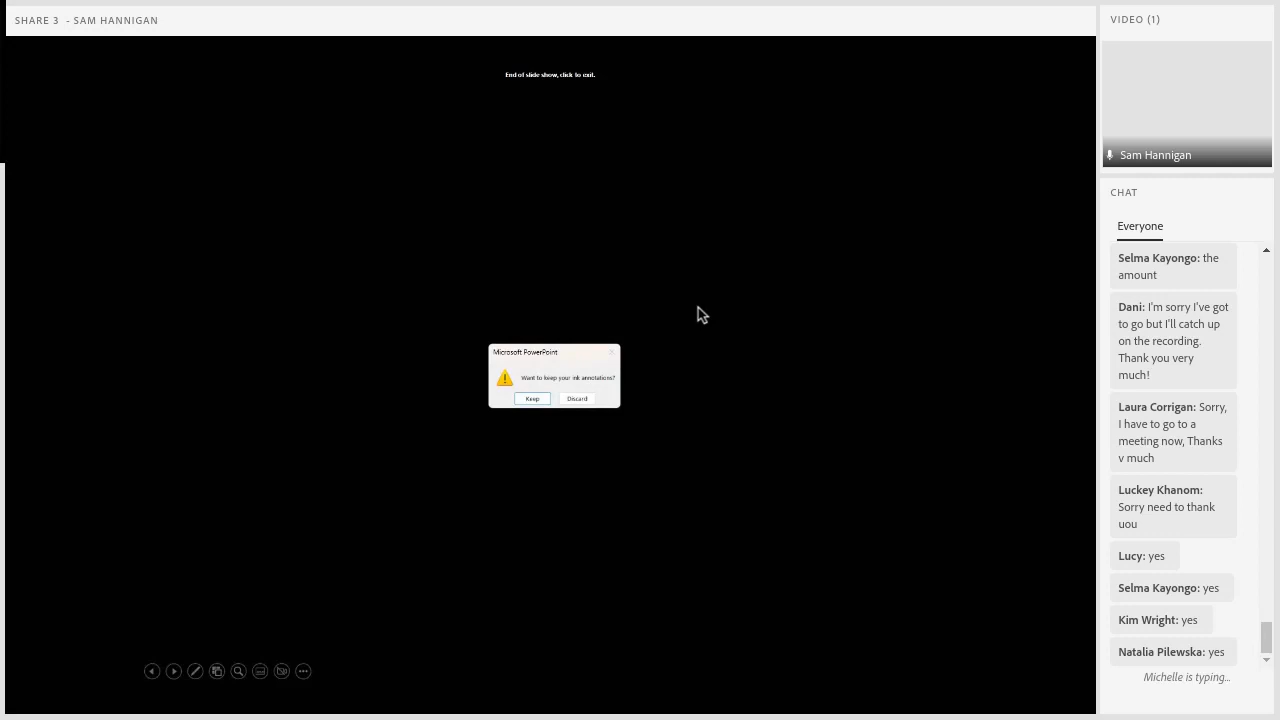 SHARE 3 - SAM HANNIGAN
End of slide show, click to exit.
Microsoft PowerPoint
Want to keep your ink annotations?
Keep
Discard
VIDEO (1)
Sam Hannigan
CHAT
Everyone
Selma Kayongo: the
amount
Dani: I'm sorry I've got
to go but I'll catch up
on the recording.
Thank you very
much!
Laura Corrigan: Sorry,
I have to go to a
meeting now, Thanks
v much
Luckey Khanom:
Sorry need to thank
uou
Lucy: yes
Selma Kayongo: yes
Kim Wright: yes
Natalia Pilewska: yes
Michelle is typing...